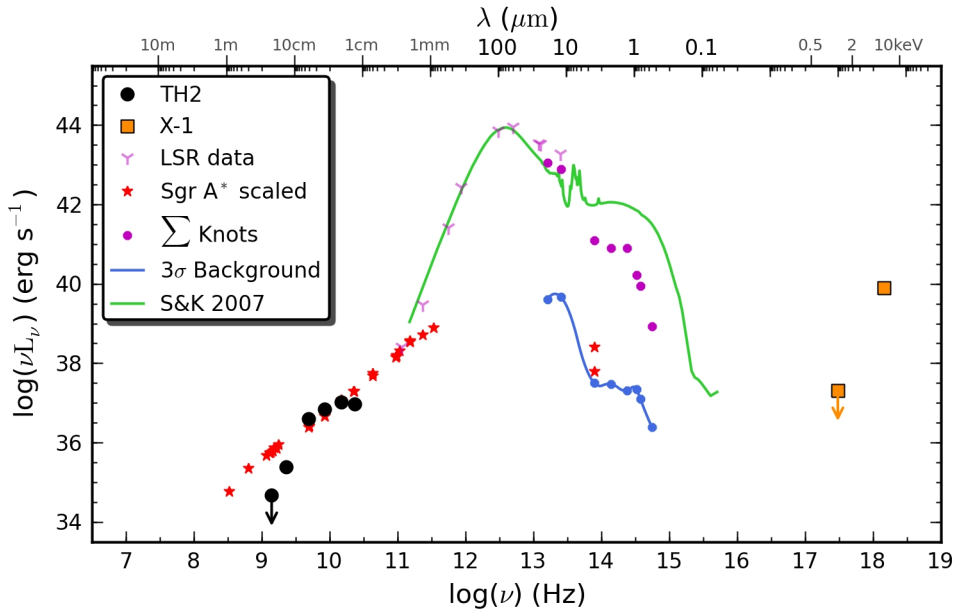 λ (μm)
10m 1m 10cm 1cm 1mm 100 10 1 0.1 0.5 2 10keV
TH2
X-1
LSR data
Sgr A* scaled
∑ Knots
3σ Background
S&K 2007
log(νLν) (erg s⁻¹)
44
42
40
38
36
34
7 8 9 10 11 12 13 14 15 16 17 18 19
log(ν) (Hz)